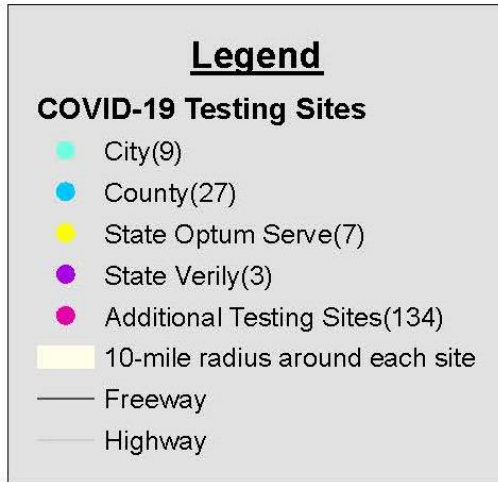 Legend
COVID-19 Testing Sites
City(9)
County(27)
State Optum Serve(7)
State Verily(3)
Additional Testing Sites(134)
10-mile radius around each site
Freeway
Highway